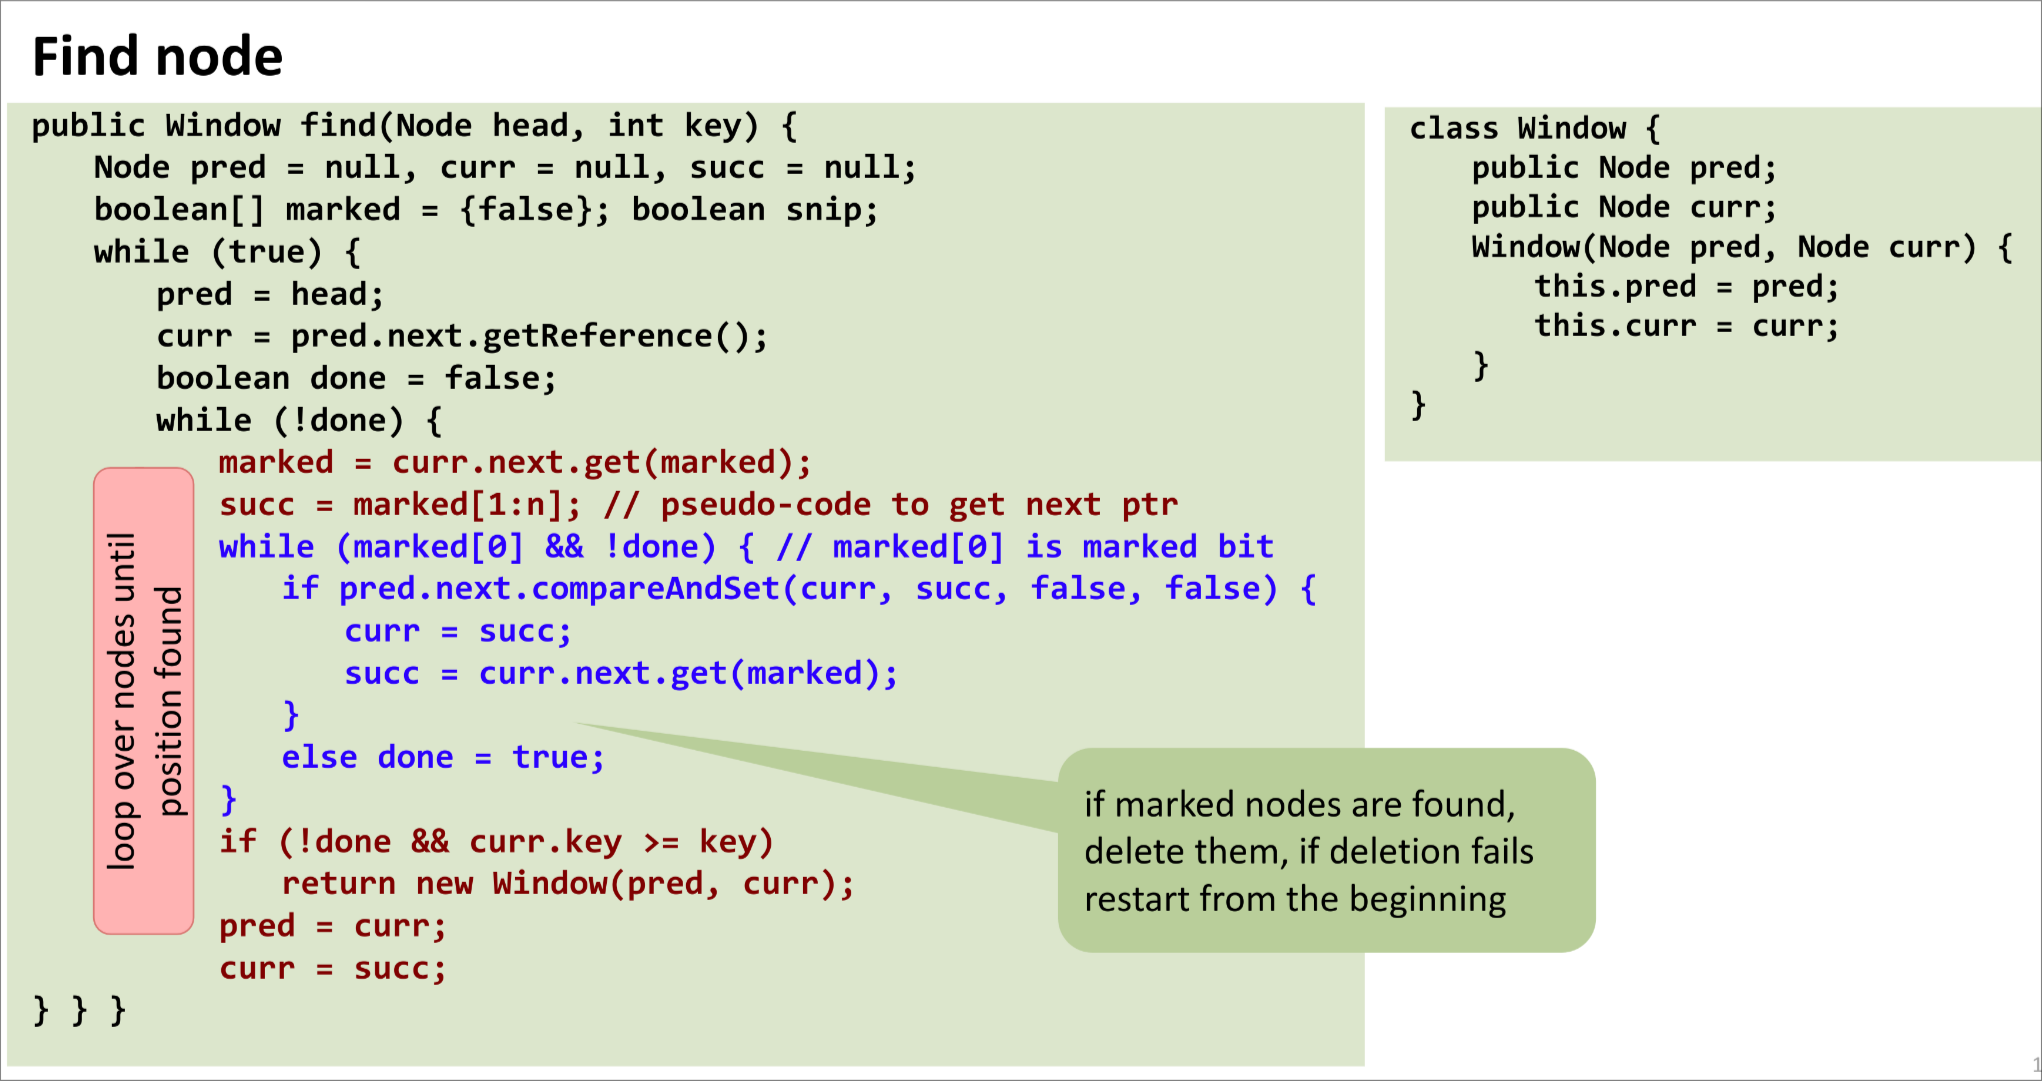 Find node
public Window find(Node head, int key) {
Node pred = null, curr = null, succ = null;
boolean[] marked = {false}; boolean snip;
while (true) {
pred = head;
curr = pred.next.getReference();
boolean done = false;
while (!done) {
marked = curr.next.get(marked);
succ = marked[1:n]; // pseudo-code to get next ptr
while (marked[0] && !done) { // marked[0] is marked bit
if pred.next.compareAndSet(curr, succ, false, false) {
curr = succ;
succ = curr.next.get(marked);
}
else done = true;
}
if (!done && curr.key >= key)
return new Window(pred, curr);
pred = curr;
curr = succ;
} } }
loop over nodes until
position found
if marked nodes are found,
delete them, if deletion fails
restart from the beginning
class Window {
public Node pred;
public Node curr;
Window(Node pred, Node curr) {
this.pred = pred;
this.curr = curr;
}
}